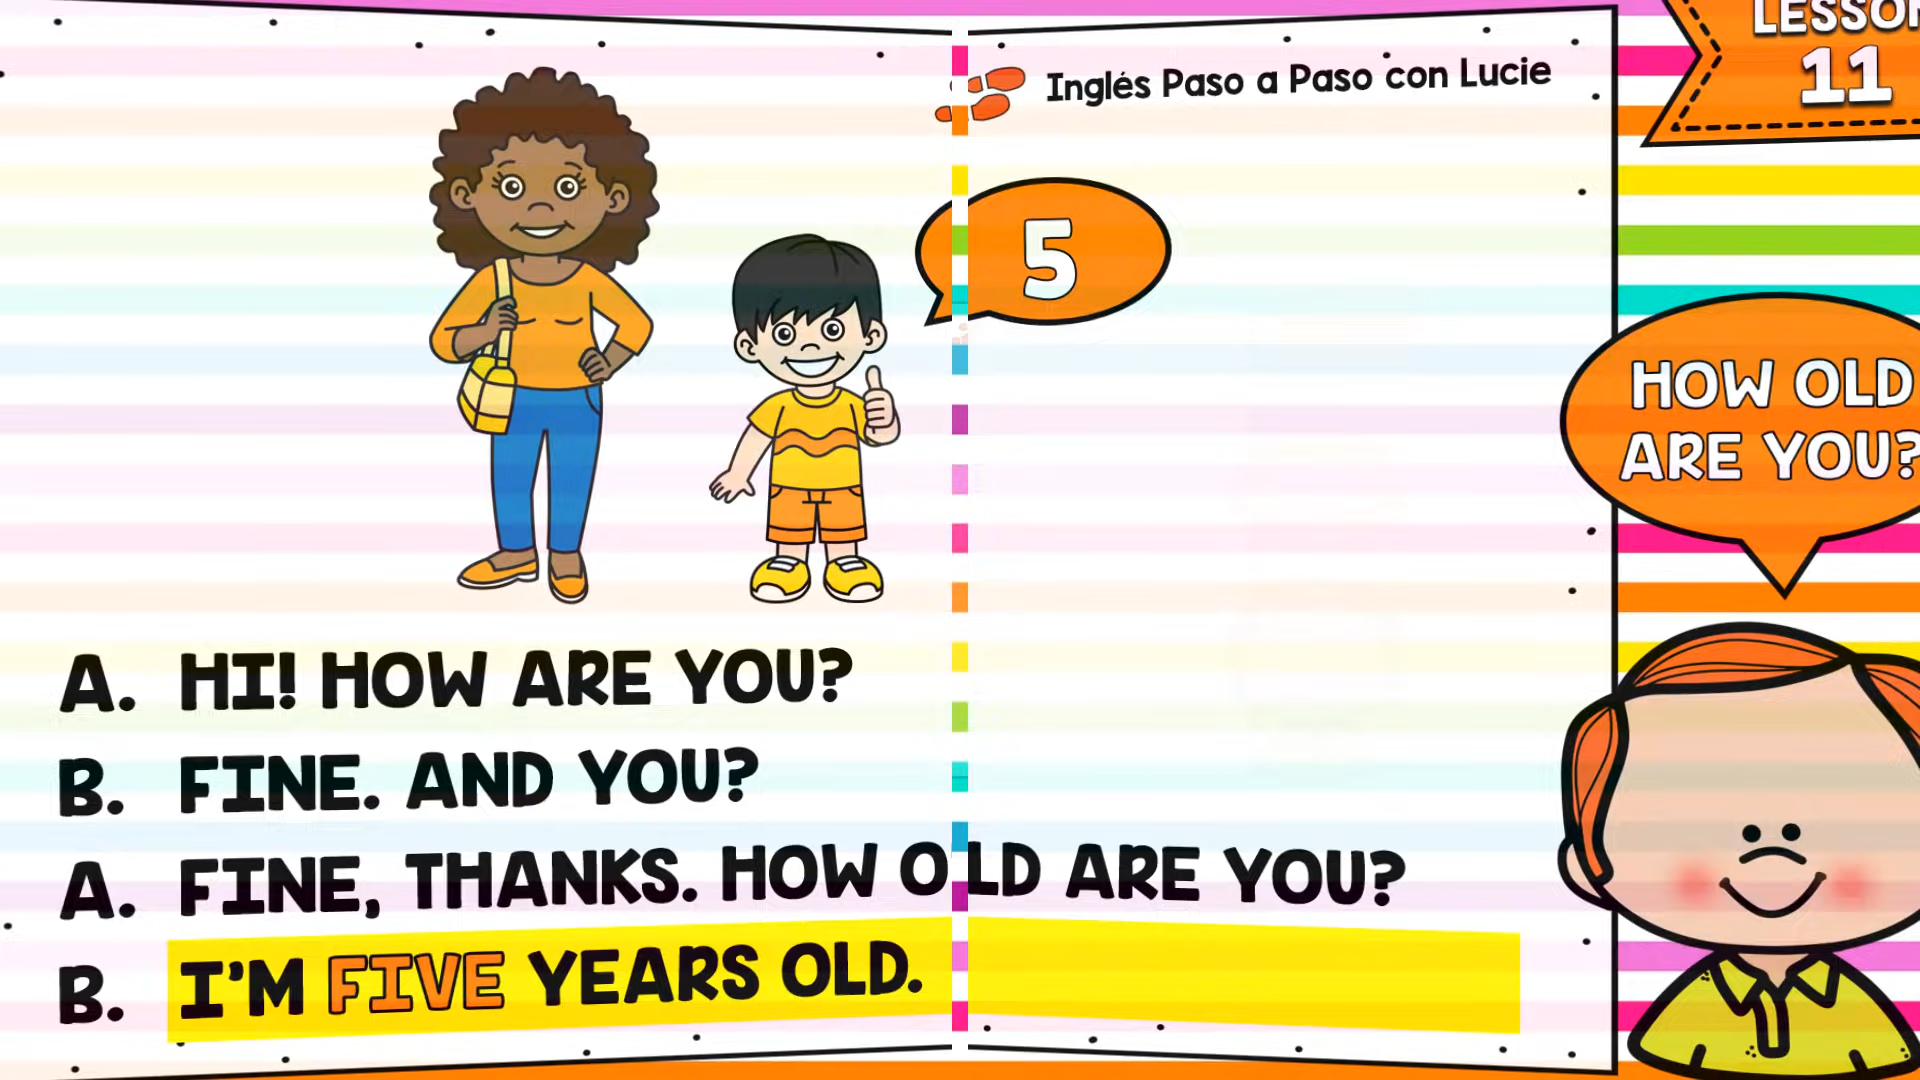 LESSON
11
Inglés Paso a Paso con Lucie
5
HOW OLD
ARE YOU?
A. HI! HOW ARE YOU?
B. FINE. AND YOU?
A. FINE, THANKS. HOW OLD ARE YOU?
B. I'M FIVE YEARS OLD.